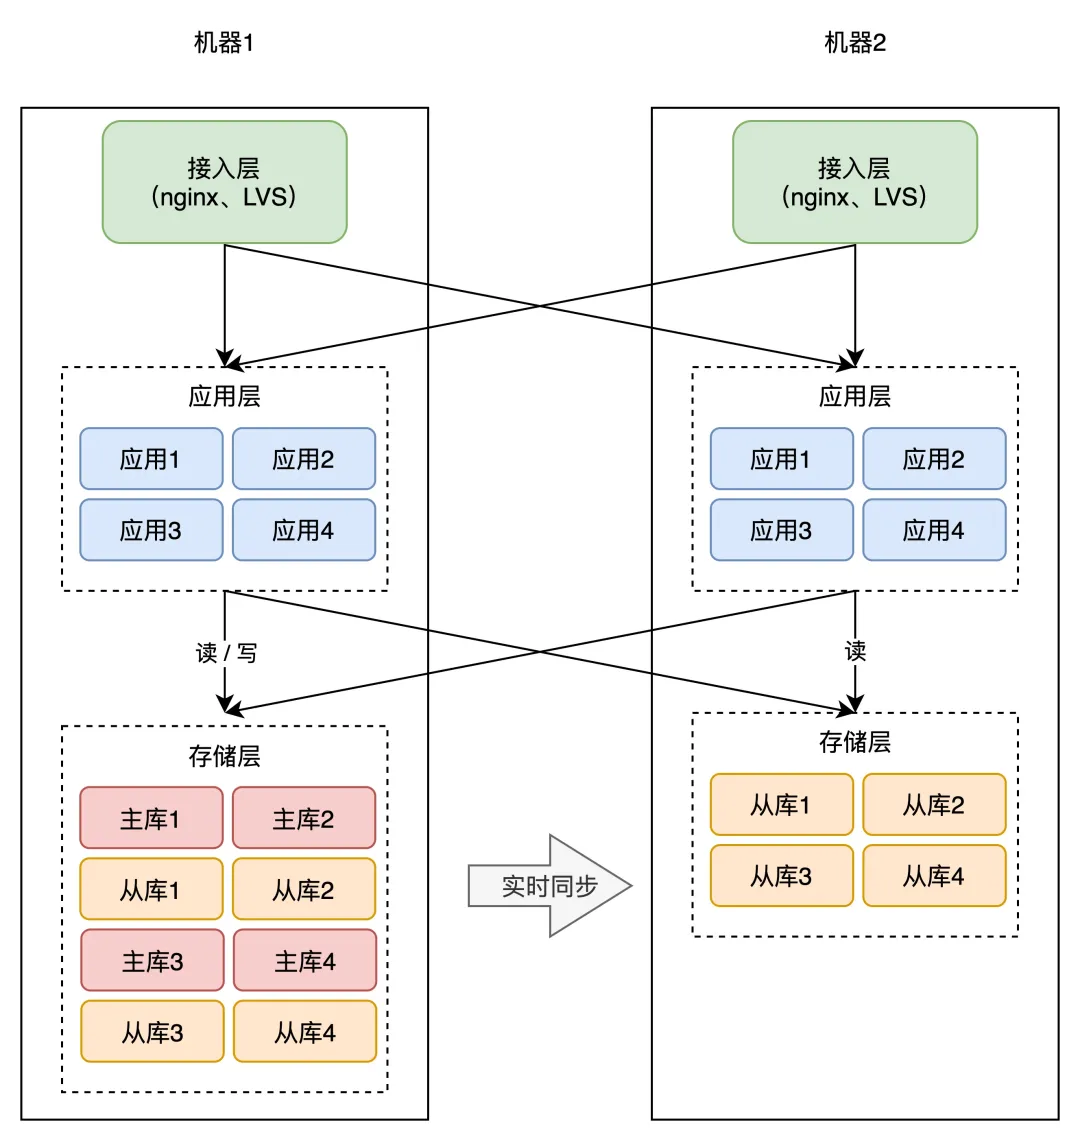 机器1
机器2
接入层
（nginx、LVS）
接入层
（nginx、LVS）
应用层
应用1
应用2
应用3
应用4
应用层
应用1
应用2
应用3
应用4
读 / 写
读
存储层
主库1
主库2
从库1
从库2
主库3
主库4
从库3
从库4
实时同步
存储层
从库1
从库2
从库3
从库4